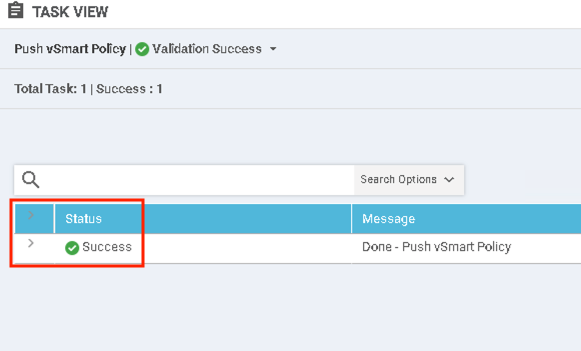 TASK VIEW
Push vSmart Policy | Validation Success
Total Task: 1 | Success : 1
Search Options
Status Message
Success Done - Push vSmart Policy